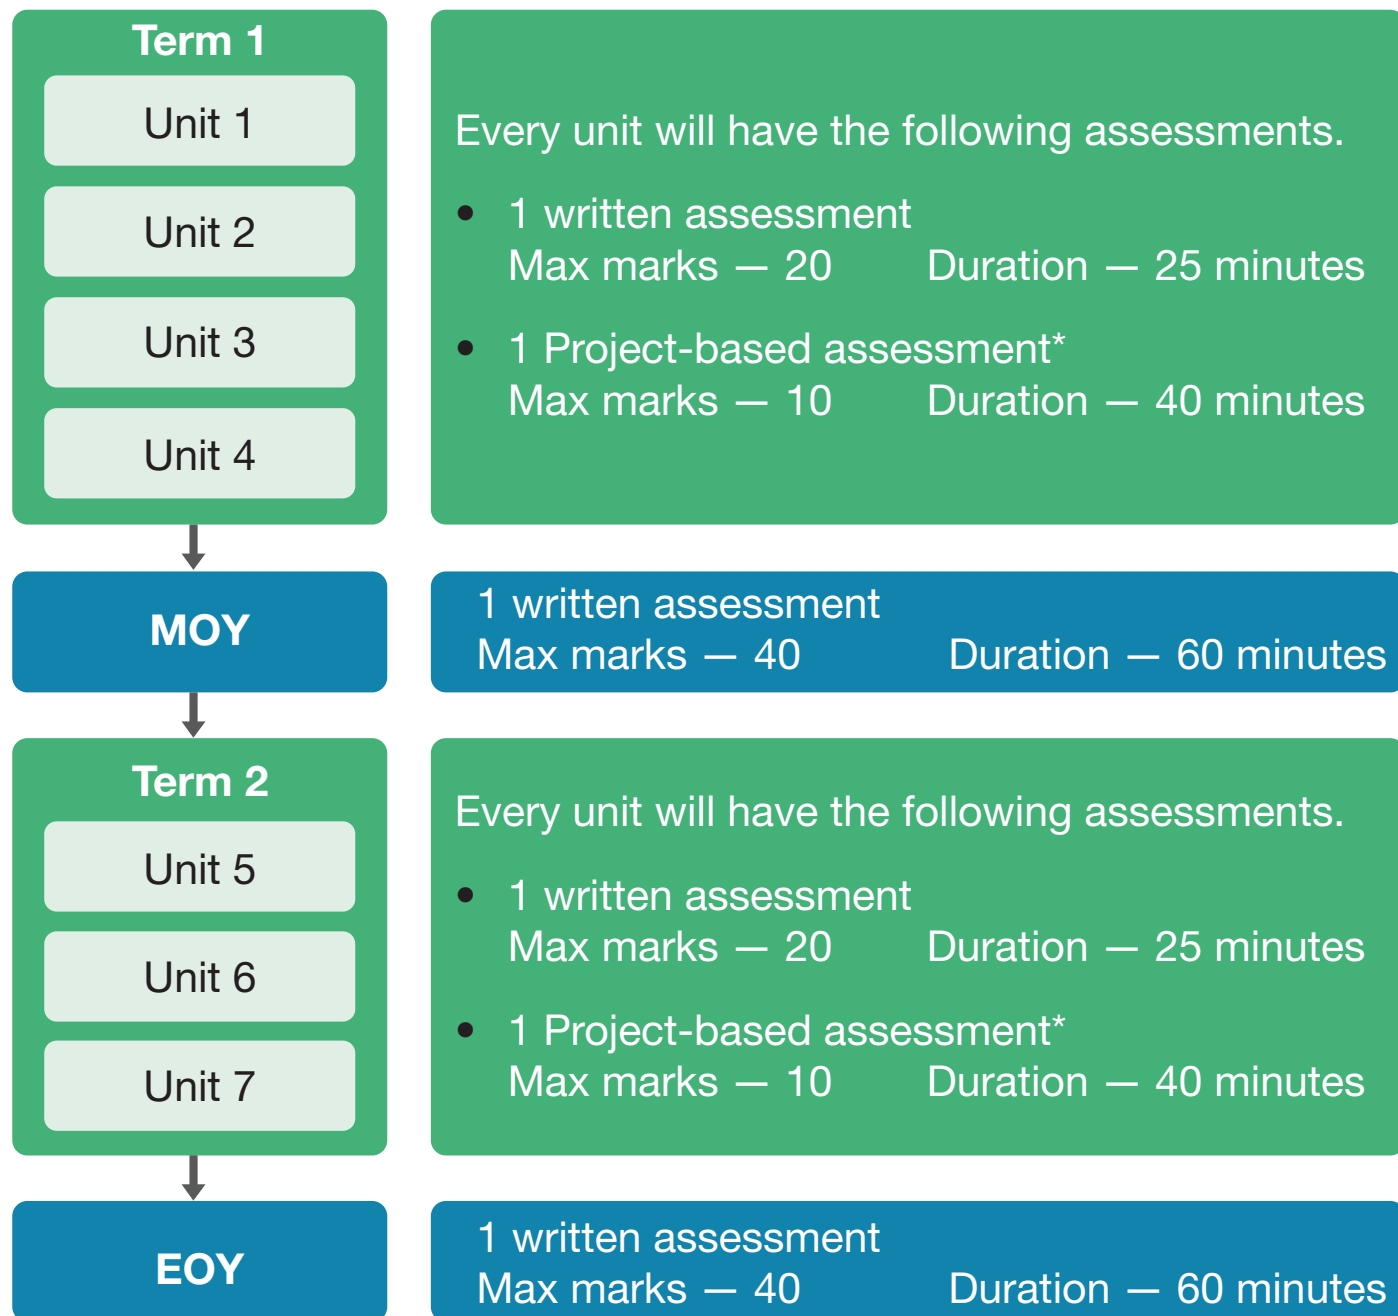 Term 1
Unit 1
Unit 2
Unit 3
Unit 4
Every unit will have the following assessments.
• 1 written assessment
Max marks — 20 Duration — 25 minutes
• 1 Project-based assessment*
Max marks — 10 Duration — 40 minutes
MOY
1 written assessment
Max marks — 40 Duration — 60 minutes
Term 2
Unit 5
Unit 6
Unit 7
Every unit will have the following assessments.
• 1 written assessment
Max marks — 20 Duration — 25 minutes
• 1 Project-based assessment*
Max marks — 10 Duration — 40 minutes
EOY
1 written assessment
Max marks — 40 Duration — 60 minutes